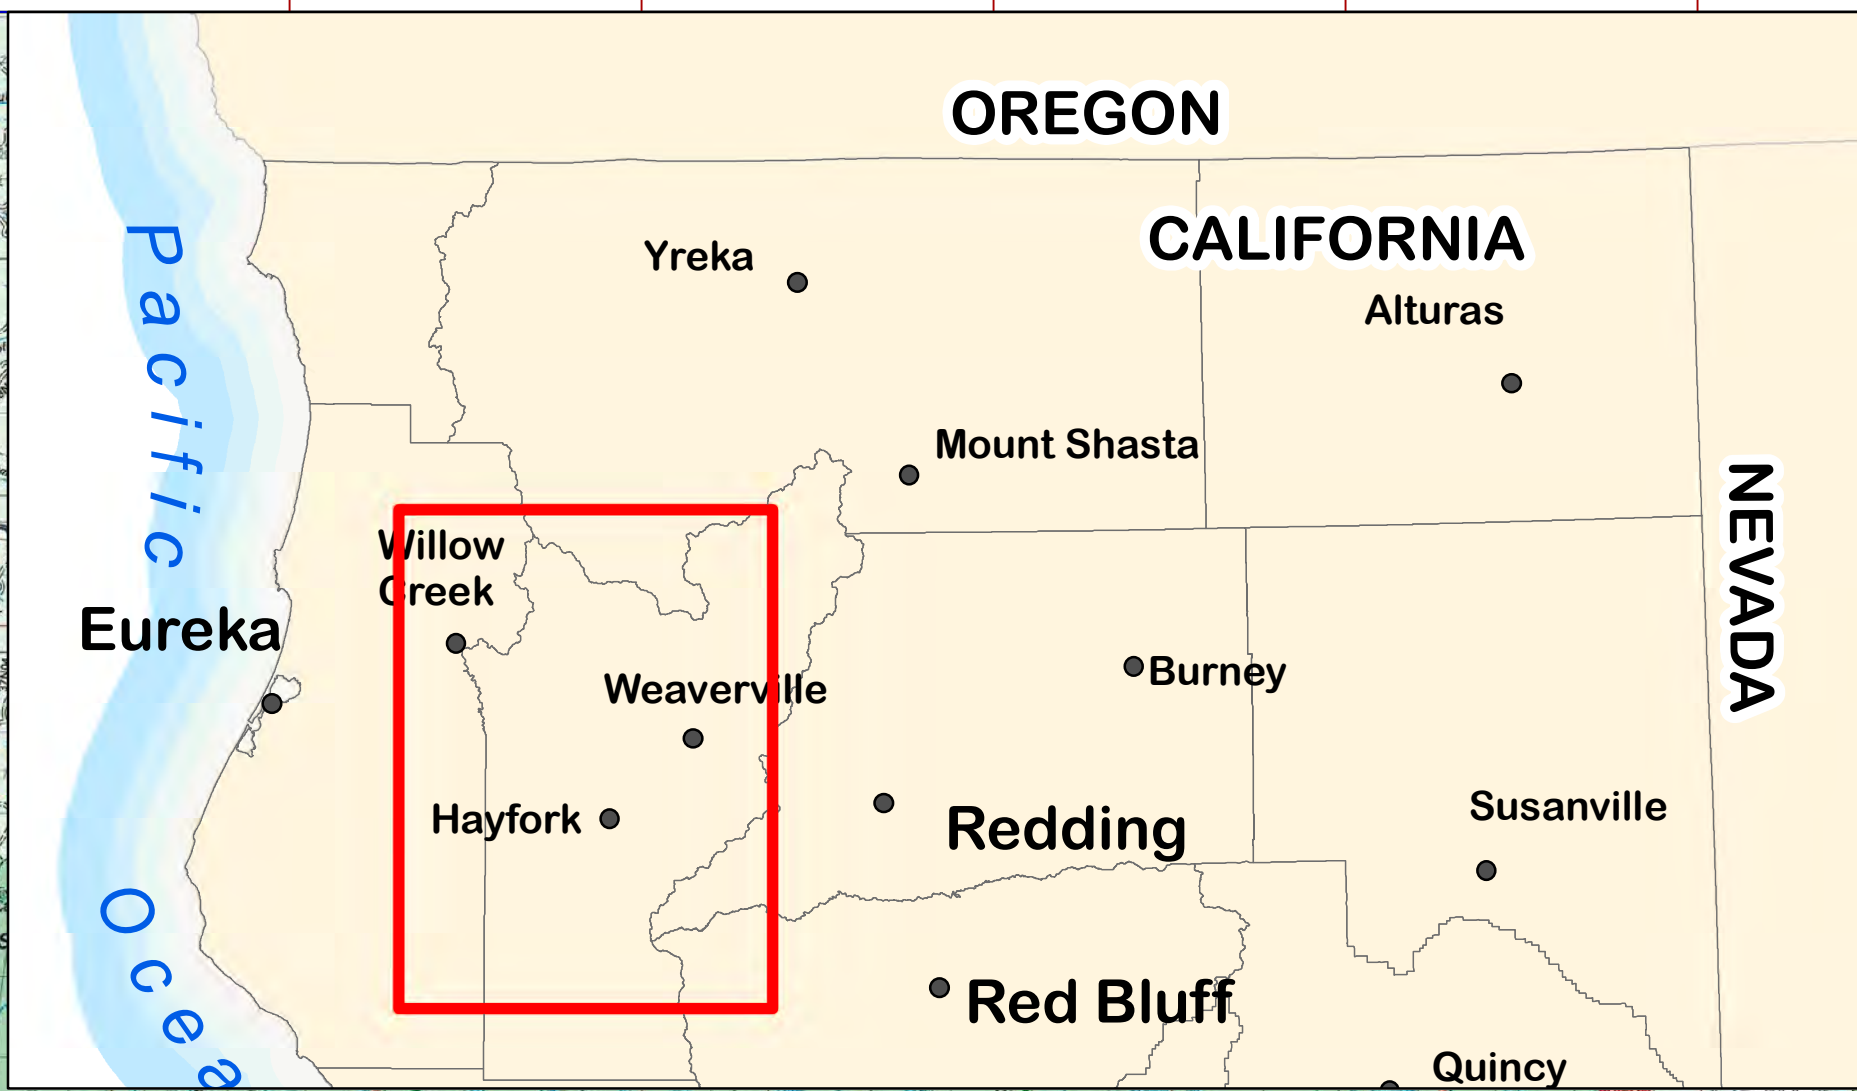 OREGON
CALIFORNIA
Yreka
Alturas
Pacific
Mount Shasta
NEVADA
Willow
Creek
Eureka
Burney
Weaverville
Hayfork
Redding
Susanville
Ocea
Red Bluff
Quincy